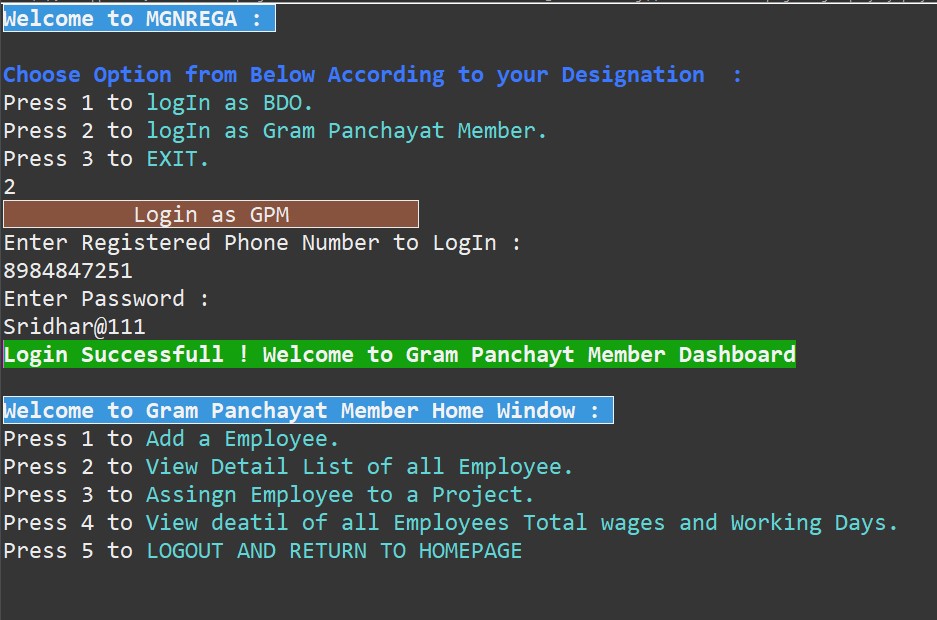 Welcome to MGNREGA :
Choose Option from Below According to your Designation  :
Press 1 to logIn as BDO.
Press 2 to logIn as Gram Panchayat Member.
Press 3 to EXIT.
2
Login as GPM
Enter Registered Phone Number to LogIn :
8984847251
Enter Password :
Sridhar@111
Login Successfull ! Welcome to Gram Panchayt Member Dashboard
Welcome to Gram Panchayat Member Home Window :
Press 1 to Add a Employee.
Press 2 to View Detail List of all Employee.
Press 3 to Assingn Employee to a Project.
Press 4 to View deatil of all Employees Total wages and Working Days.
Press 5 to LOGOUT AND RETURN TO HOMEPAGE